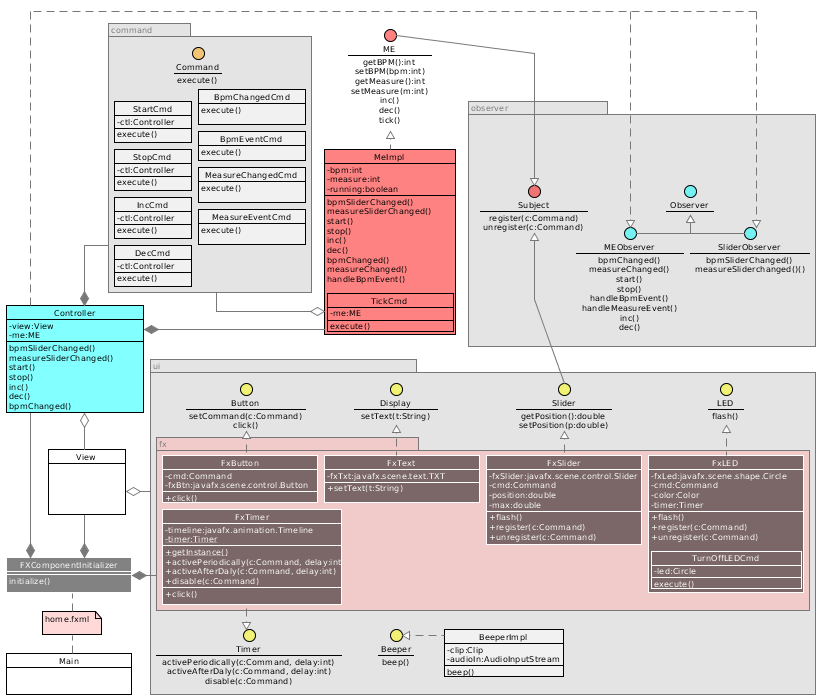 command
Command
execute()
StartCmd
-ctl:Controller
execute()
StopCmd
-ctl:Controller
execute()
IncCmd
-ctl:Controller
execute()
DecCmd
-ctl:Controller
execute()
BpmChangedCmd
execute()
BpmEventCmd
execute()
MeasureChangedCmd
execute()
MeasureEventCmd
execute()
ME
getBPM():int
setBPM(bpm:int)
getMeasure():int
setMeasure(m:int)
inc()
dec()
tick()
MeImpl
-bpm:int
-measure:int
-running:boolean
bpmSliderChanged()
measureSliderChanged()
start()
stop()
inc()
dec()
bpmChanged()
measureChanged()
handleBpmEvent()
TickCmd
-me:ME
execute()
observer
Subject
register(c:Command)
unregister(c:Command)
Observer
MEObserver
bpmChanged()
measureChanged()
start()
stop()
handleBpmEvent()
handleMeasureEvent()
inc()
dec()
SliderObserver
bpmSliderChanged()
measureSliderchanged()()
Controller
-view:View
-me:ME
bpmSliderChanged()
measureSliderChanged()
start()
stop()
inc()
dec()
bpmChanged()
View
FXComponentInitializer
initialize()
home.fxml
Main
ui
Button
setCommand(c:Command)
click()
Display
setText(t:String)
Slider
getPosition():double
setPosition(p:double)
LED
flash()
fx
FxButton
-cmd:Command
-fxBtn:javafx.scene.control.Button
+click()
FxText
-fxTxt:javafx.scene.text.TXT
+setText(t:String)
FxSlider
-fxSlider:javafx.scene.control.Slider
-cmd:Command
-position:double
-max:double
+flash()
+register(c:Command)
+unregister(c:Command)
FxLED
-fxLed:javafx.scene.shape.Circle
-cmd:Command
-color:Color
-timer:Timer
+flash()
+register(c:Command)
+unregister(c:Command)
TurnOffLEDCmd
-led:Circle
execute()
FxTimer
-timeline:javafx.animation.Timeline
-timer:Timer
+getInstance()
+activePeriodically(c:Command, delay:int
+activeAfterDaly(c:Command, delay:int)
+disable(c:Command)
+click()
Timer
activePeriodically(c:Command, delay:int)
activeAfterDaly(c:Command, delay:int)
disable(c:Command)
Beeper
beep()
BeeperImpl
-clip:Clip
-audioIn:AudioInputStream
beep()